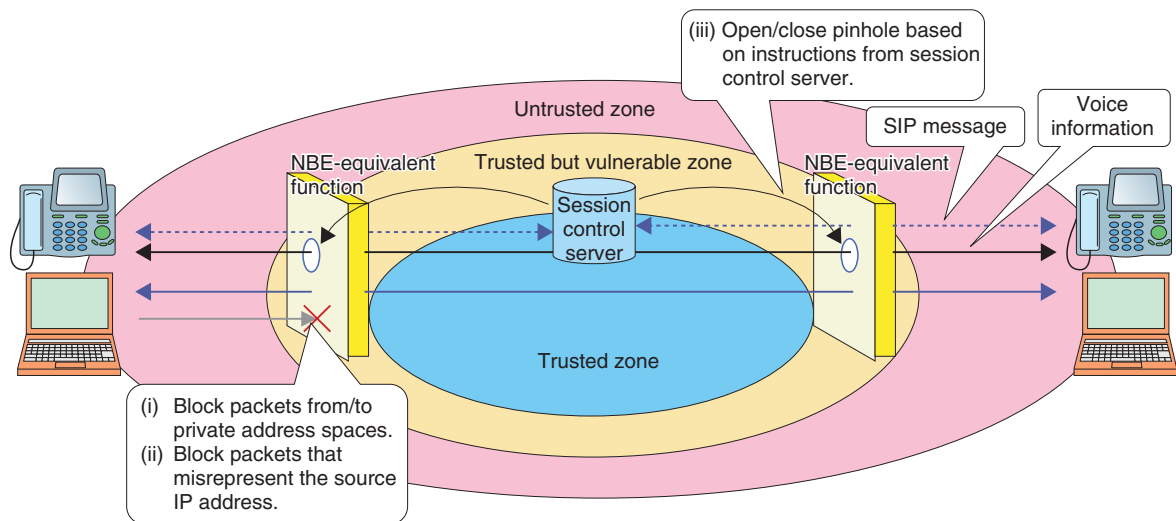 (iii) Open/close pinhole based
on instructions from session
control server.
Untrusted zone
SIP message
Voice
information
NBE-equivalent
function
Trusted but vulnerable zone
NBE-equivalent
function
Session
control
server
Trusted zone
(i) Block packets from/to
private address spaces.
(ii) Block packets that
misrepresent the source
IP address.